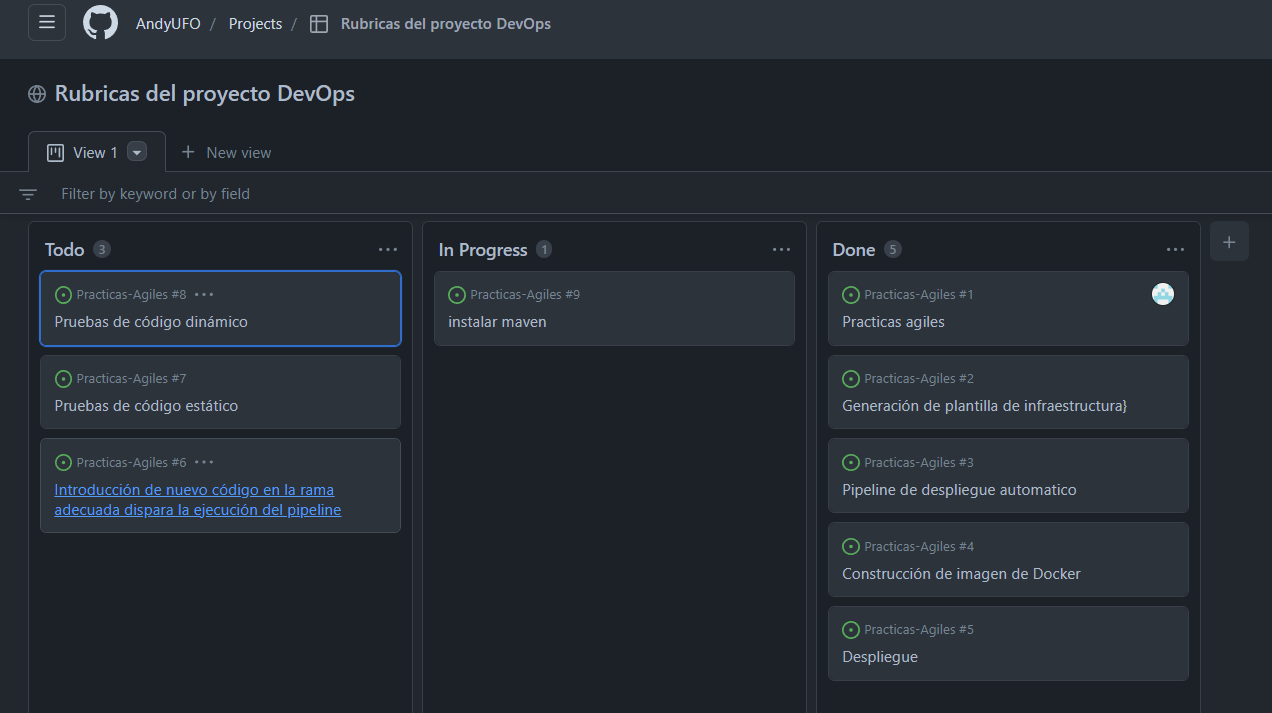 AndyUFO / Projects / Rubricas del proyecto DevOps
Rubricas del proyecto DevOps
View 1
New view
Filter by keyword or by field
Todo 3
Practicas-Agiles #8
Pruebas de código dinámico
Practicas-Agiles #7
Pruebas de código estático
Practicas-Agiles #6
Introducción de nuevo código en la rama
adecuada dispara la ejecución del pipeline
In Progress 1
Practicas-Agiles #9
instalar maven
Done 5
Practicas-Agiles #1
Practicas agiles
Practicas-Agiles #2
Generación de plantilla de infraestructura}
Practicas-Agiles #3
Pipeline de despliegue automatico
Practicas-Agiles #4
Construcción de imagen de Docker
Practicas-Agiles #5
Despliegue